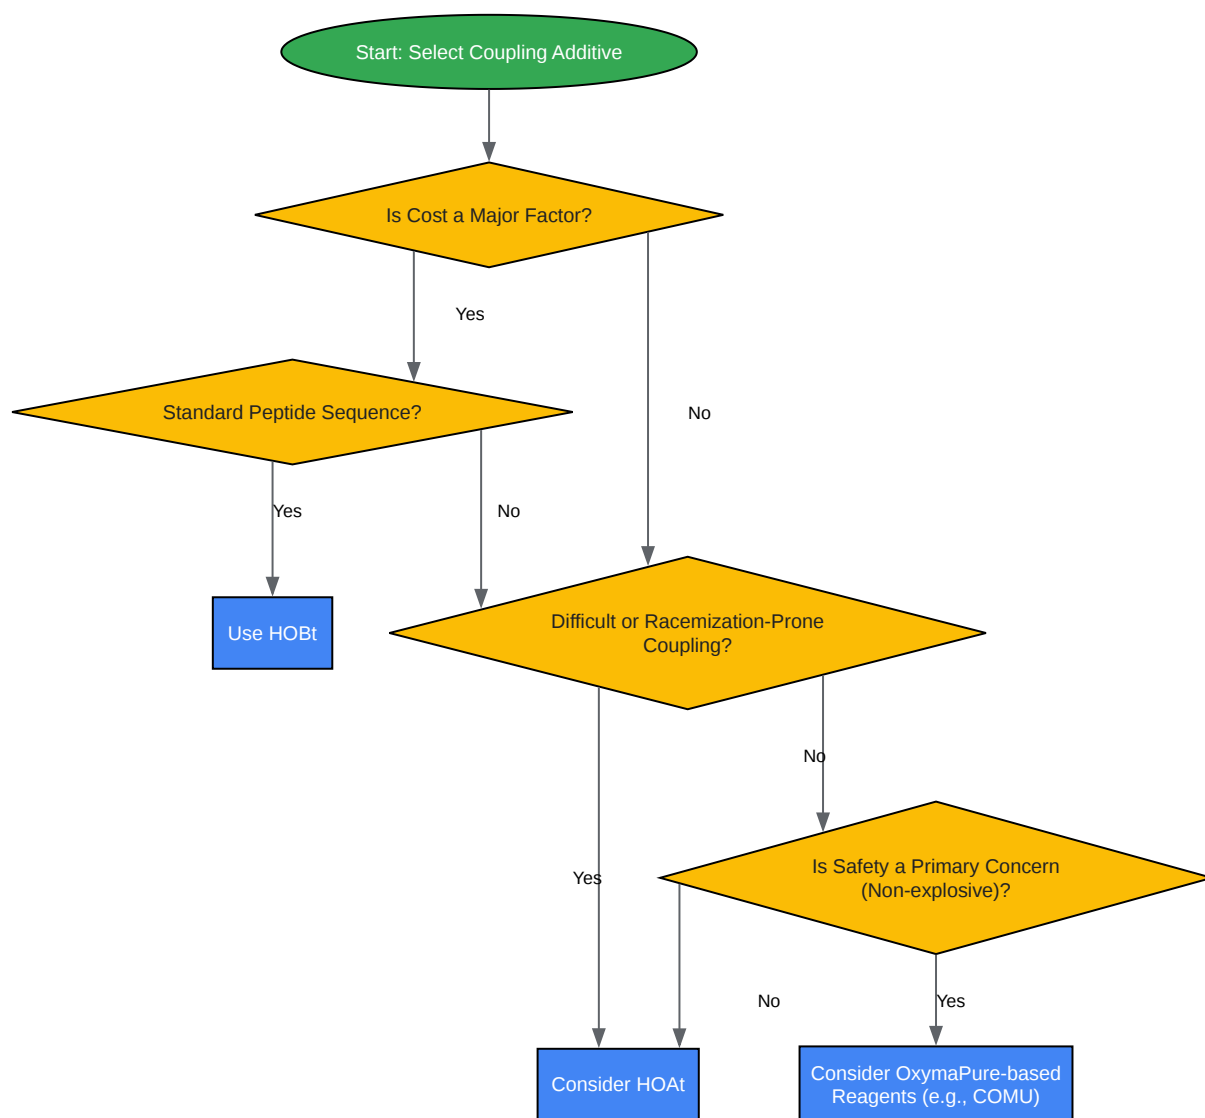 Start: Select Coupling Additive
Is Cost a Major Factor?
Yes
Standard Peptide Sequence?
No
Yes
No
Use HOBt
Difficult or Racemization-Prone
Coupling?
No
Is Safety a Primary Concern
(Non-explosive)?
Yes
No
Yes
Consider HOAt
Consider OxymaPure-based
Reagents (e.g., COMU)